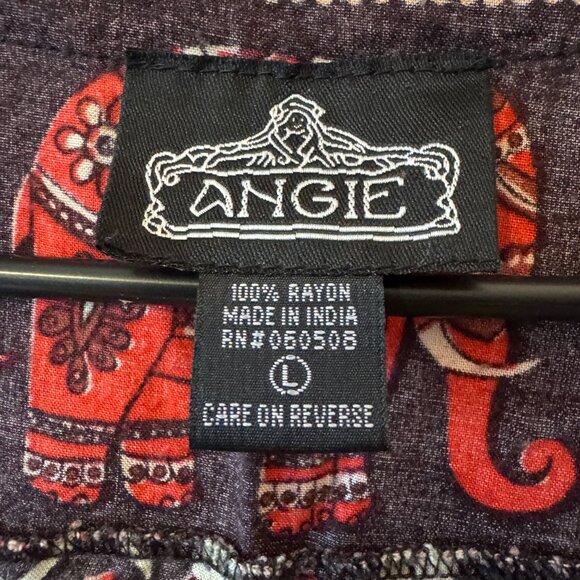 ANGIE
100% RAYON
MADE IN INDIA
RN#060508
L
CARE ON REVERSE